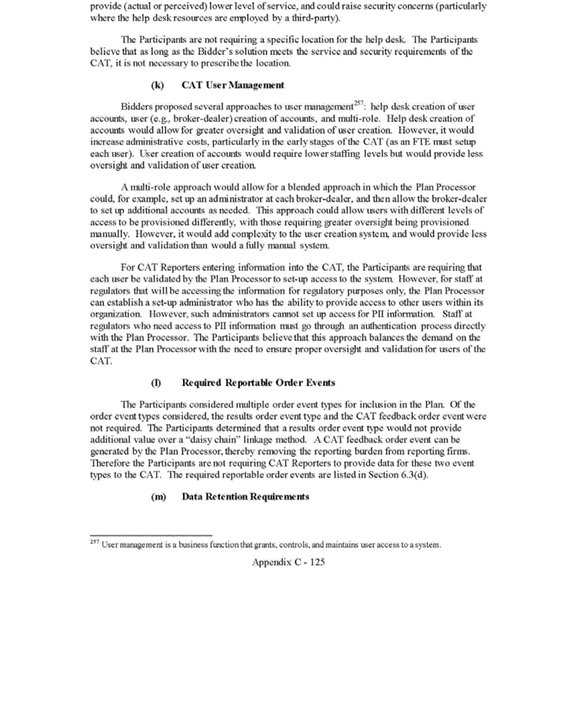 provide (actual or perceived) lower level of service, and could raise security concerns (particularly
where the help desk resources are employed by a third-party).
The Participants are not requiring a specific location for the help desk. The Participants
believe that as long as the Bidder's solution meets the service and security requirements of the
CAT, it is not necessary to prescribe the location.
(k) CAT User Management
Bidders proposed several approaches to user management257: help desk creation of user
accounts, user (e.g., broker-dealer) creation of accounts, and multi-role. Help desk creation of
accounts would allow for greater oversight and validation of user creation. However, it would
increase administrative costs, particularly in the early stages of the CAT (as an FTE must setup
each user). User creation of accounts would require lower staffing levels but would provide less
oversight and validation of user creation.
A multi-role approach would allow for a blended approach in which the Plan Processor
could, for example, set up an administrator at each broker-dealer, and then allow the broker-dealer
to set up additional accounts as needed. This approach could allow users with different levels of
access to be provisioned differently, with those requiring greater oversight being provisioned
manually. However, it would add complexity to the user creation system, and would provide less
oversight and validation than would a fully manual system.
For CAT Reporters entering information into the CAT, the Participants are requiring that
each user be validated by the Plan Processor to set-up access to the system. However, for staff at
regulators that will be accessing the information for regulatory purposes only, the Plan Processor
can establish a set-up administrator who has the ability to provide access to other users within its
organization. However, such administrators cannot set up access for PII information. Staff at
regulators who need access to PII information must go through an authentication process directly
with the Plan Processor. The Participants believe that this approach balances the demand on the
staff at the Plan Processor with the need to ensure proper oversight and validation for users of the
CAT.
(l) Required Reportable Order Events
The Participants considered multiple order event types for inclusion in the Plan. Of the
order event types considered, the results order event type and the CAT feedback order event were
not required. The Participants determined that a results order event type would not provide
additional value over a "daisy chain" linkage method. A CAT feedback order event can be
generated by the Plan Processor, thereby removing the reporting burden from reporting firms.
Therefore the Participants are not requiring CAT Reporters to provide data for these two event
types to the CAT. The required reportable order events are listed in Section 6.3(d).
(m) Data Retention Requirements
257 User management is a business function that grants, controls, and maintains user access to a system.
Appendix C - 125